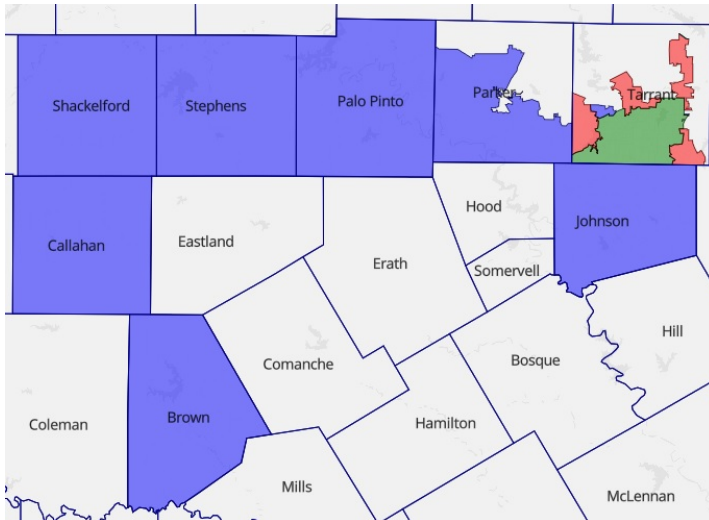 Shackelford
Stephens
Palo Pinto
Parker
Tarrant
Callahan
Eastland
Hood
Johnson
Erath
Somervell
Comanche
Bosque
Hill
Coleman
Brown
Hamilton
Mills
McLennan